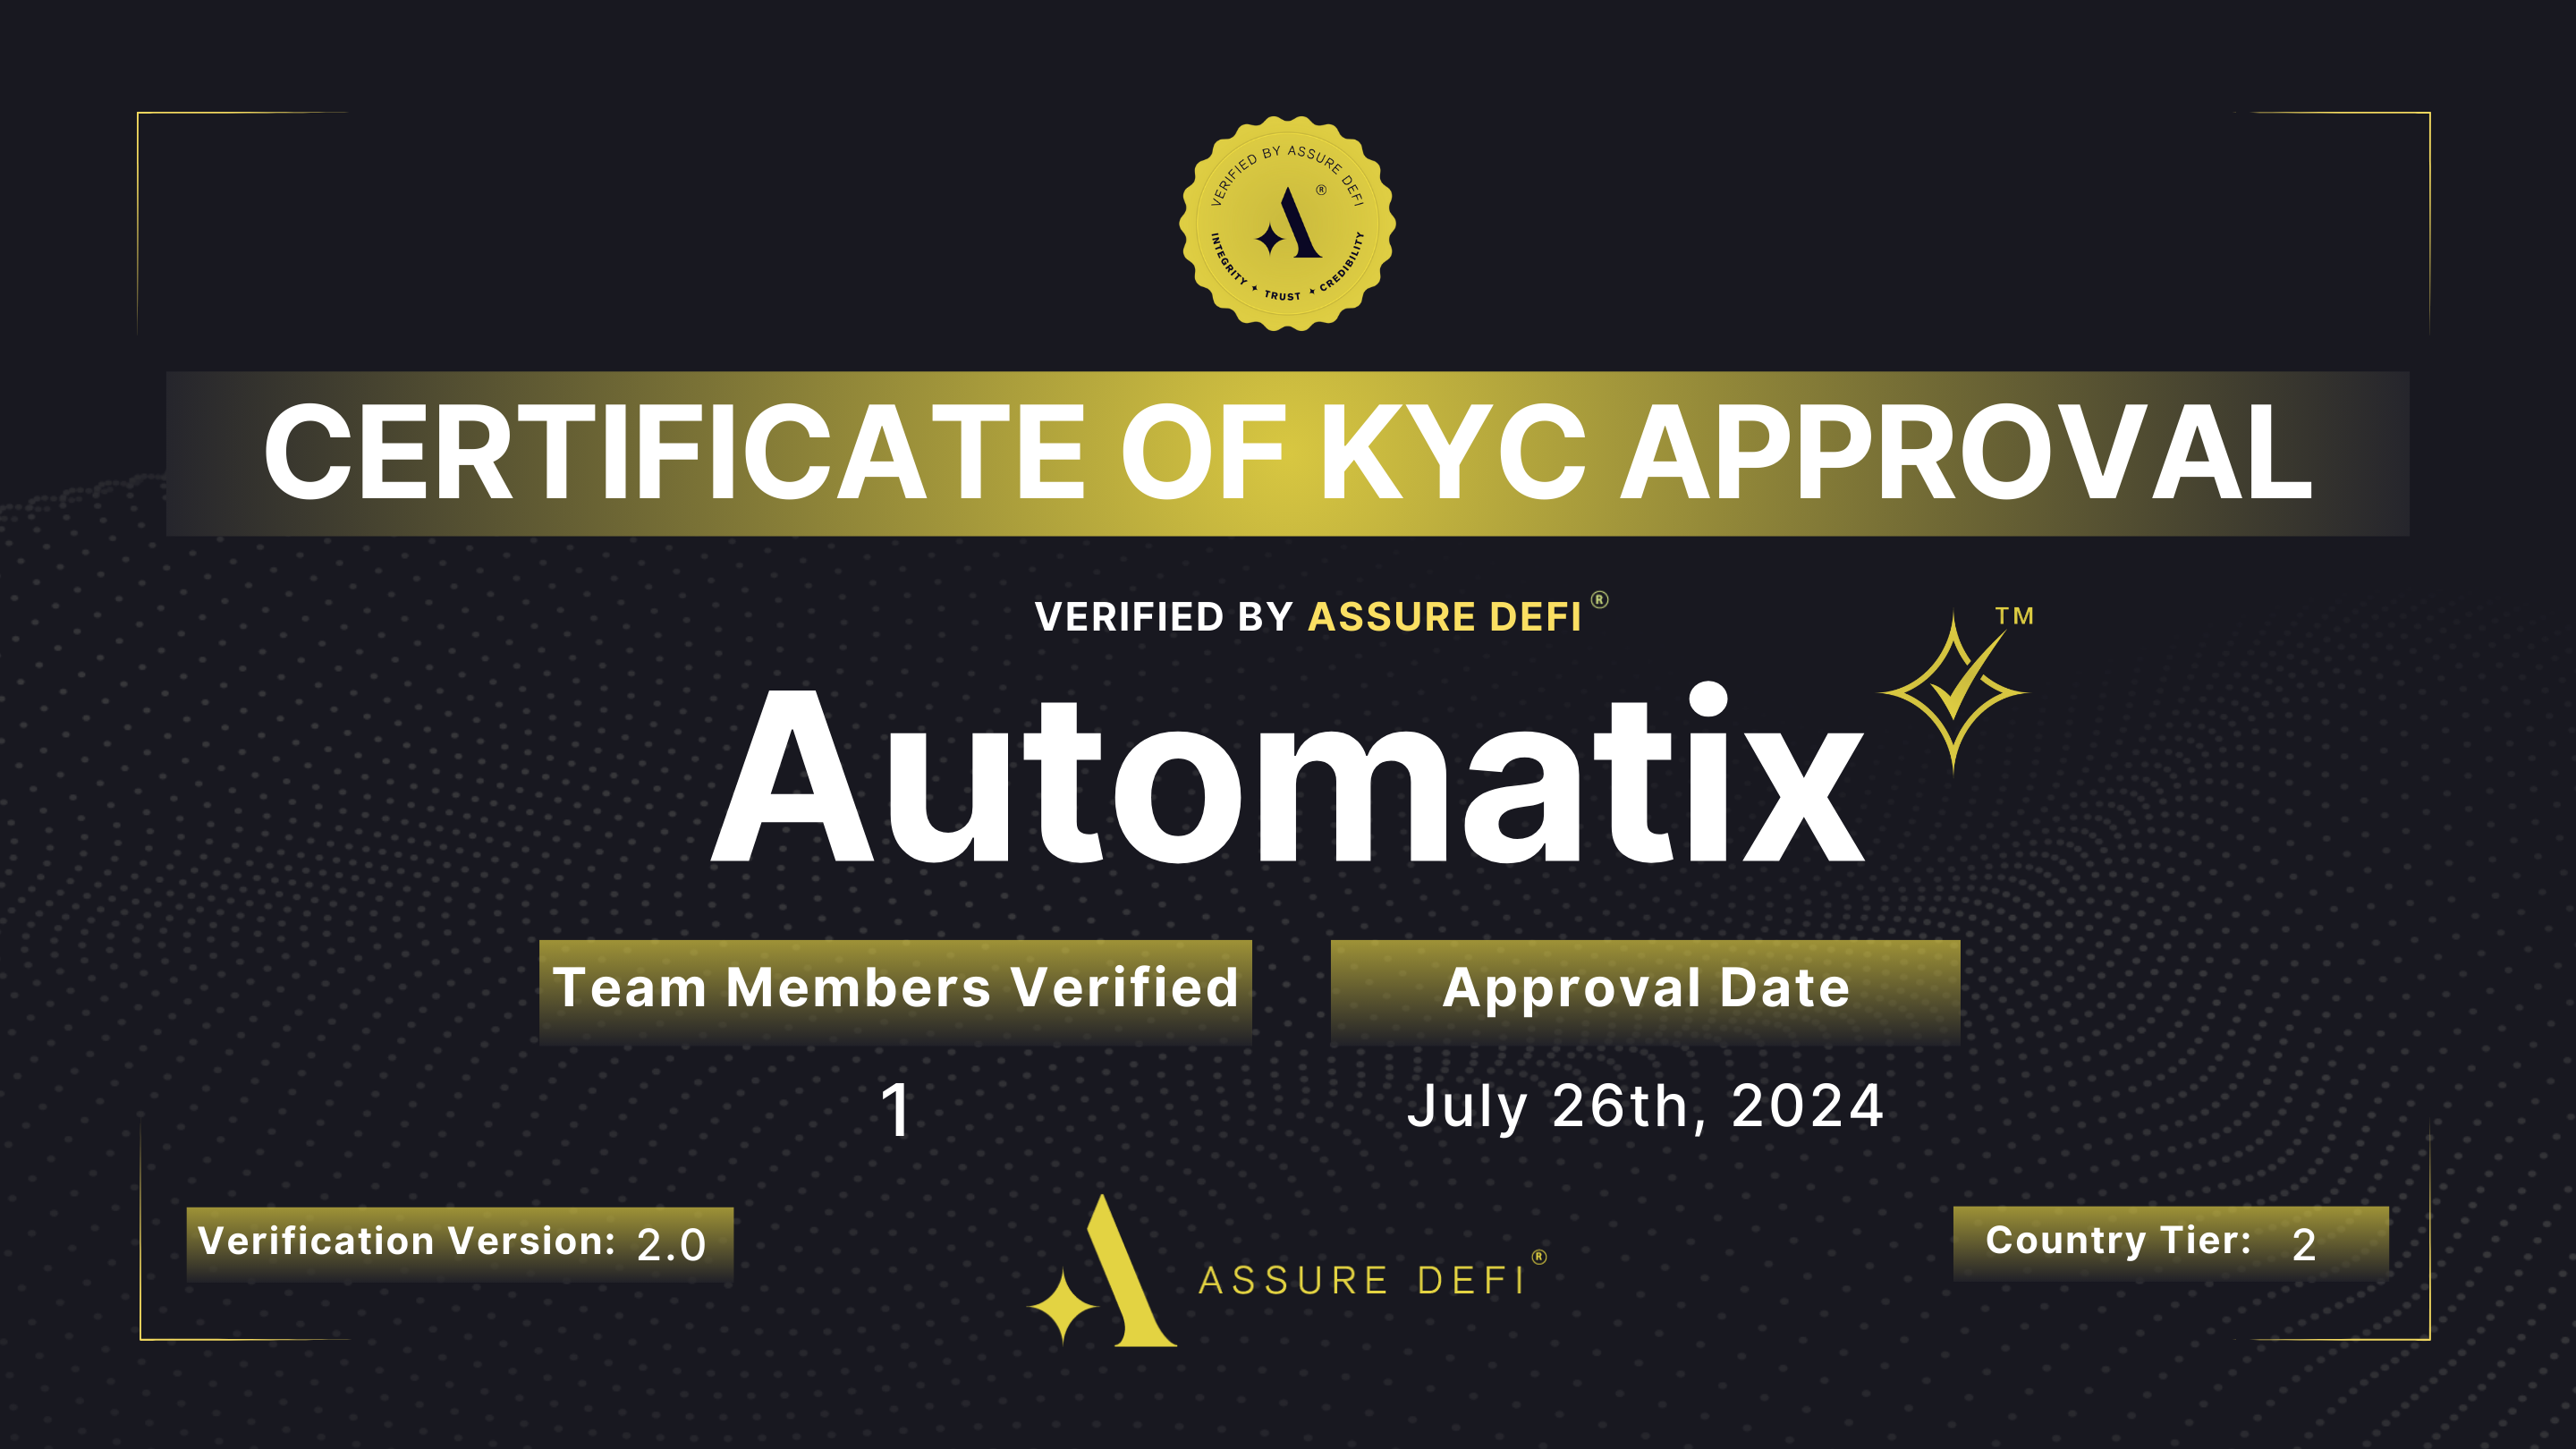 VERIFIED BY ASSURE DEFI
®
INTEGRITY ✦ TRUST ✦ CREDIBILITY
CERTIFICATE OF KYC APPROVAL
VERIFIED BY ASSURE DEFI®
Automatix
TM
Team Members Verified
1
Approval Date
July 26th, 2024
Verification Version: 2.0
ASSURE DEFI®
Country Tier: 2